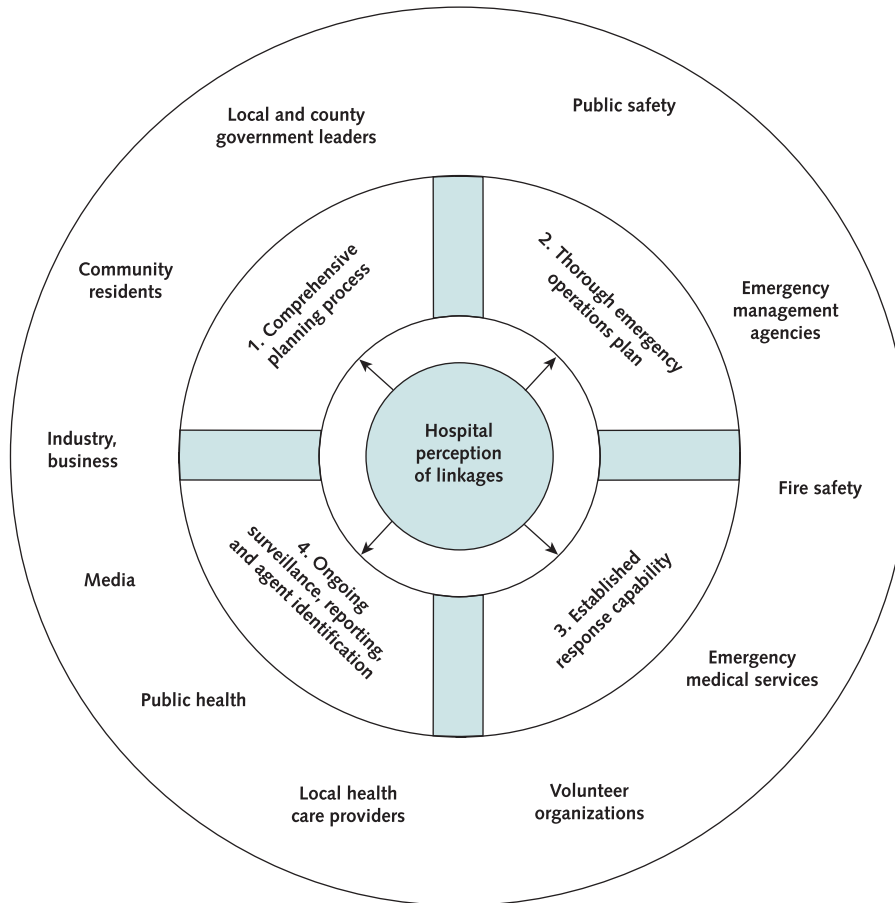 Local and county
government leaders
Public safety
Community
residents
Emergency
management
agencies
Industry,
business
Fire safety
Media
Emergency
medical services
Public health
Local health
care providers
Volunteer
organizations
1. Comprehensive
planning process
2. Thorough emergency
operations plan
3. Established
response capability
4. Ongoing
surveillance, reporting,
and agent identification
Hospital
perception
of linkages